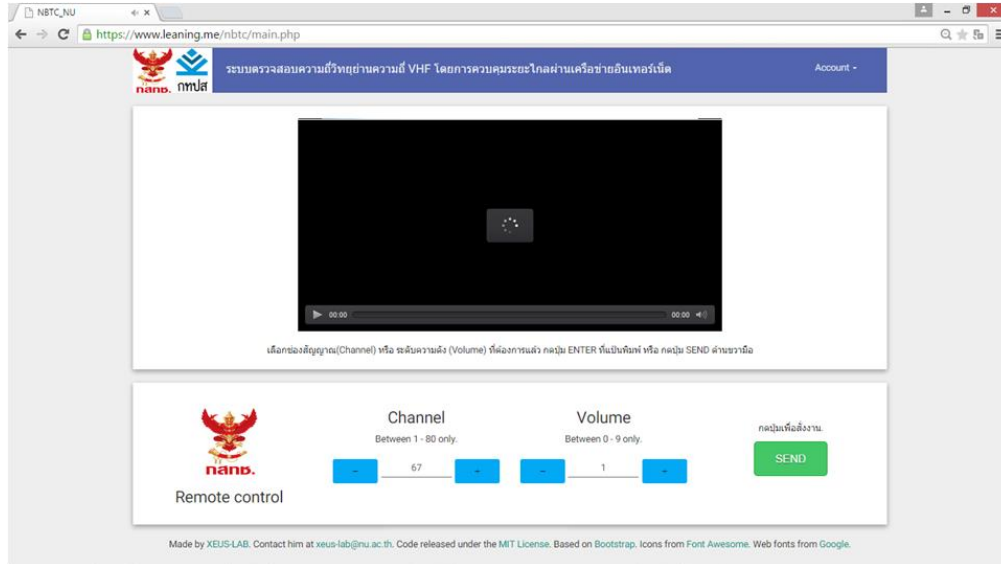 NBTC_NU
https://www.leaning.me/nbtc/main.php
กสทช. กทปส
ระบบตรวจสอบความถี่วิทยุย่านความถี่ VHF โดยการควบคุมระยะไกลผ่านเครือข่ายอินเทอร์เน็ต
Account
00:00
00:00
เลือกช่องสัญญาณ(Channel) หรือ ระดับความดัง (Volume) ที่ต้องการแล้ว กดปุ่ม ENTER ที่แป้นพิมพ์ หรือ กดปุ่ม SEND ด้านขวามือ
กสทช.
Remote control
Channel
Between 1 - 80 only.
- 67 +
Volume
Between 0 - 9 only.
- 1 +
กดปุ่มเพื่อสั่งงาน.
SEND
Made by XEUS-LAB. Contact him at xeus-lab@nu.ac.th. Code released under the MIT License. Based on Bootstrap. Icons from Font Awesome. Web fonts from Google.